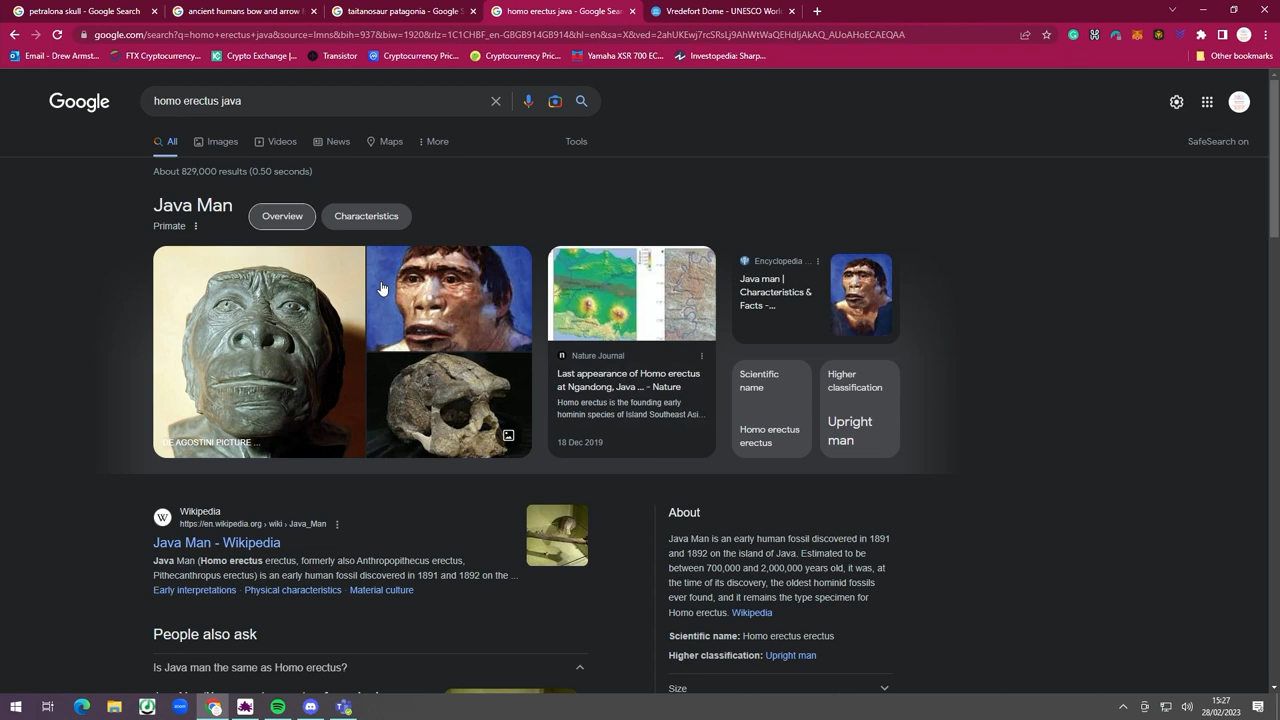 petralona skull - Google Search
ancient humans bow and arrow
taitanosaur patagonia - Google S
homo erectus java - Google Sear
Vredefort Dome - UNESCO World
google.com/search?q=homo+erectus+java&source=lmns&bih=937&biw=1920&rlz=1C1CHBF_en-GBGB914GB914&hl=en&sa=X&ved=2ahUKEwj7rcSRsLj9AhWtWaQEHdIjAkAQ_AUoAHoECAEQAA
Email - Drew Armst...
FTX Cryptocurrency...
Crypto Exchange |...
Transistor
Cryptocurrency Pric...
Cryptocurrency Pric...
Yamaha XSR 700 EC...
Investopedia: Sharp...
Other bookmarks
Google
homo erectus java
All
Images
Videos
News
Maps
More
Tools
SafeSearch on
About 829,000 results (0.50 seconds)
Java Man
Primate
Overview
Characteristics
DE AGOSTINI PICTURE ...
Nature Journal
Last appearance of Homo erectus
at Ngandong, Java ... - Nature
Homo erectus is the founding early
hominin species of Island Southeast Asi...
18 Dec 2019
Encyclopedia ...
Java man |
Characteristics &
Facts -...
Scientific
name
Homo erectus
erectus
Higher
classification
Upright
man
W
Wikipedia
https://en.wikipedia.org › wiki › Java_Man
Java Man - Wikipedia
Java Man (Homo erectus erectus, formerly also Anthropopithecus erectus,
Pithecanthropus erectus) is an early human fossil discovered in 1891 and 1892 on the ...
Early interpretations · Physical characteristics · Material culture
People also ask
Is Java man the same as Homo erectus?
About
Java Man is an early human fossil discovered in 1891
and 1892 on the island of Java. Estimated to be
between 700,000 and 2,000,000 years old, it was, at
the time of its discovery, the oldest hominid fossils
ever found, and it remains the type specimen for
Homo erectus. Wikipedia
Scientific name: Homo erectus erectus
Higher classification: Upright man
Size
15:27
28/02/2023